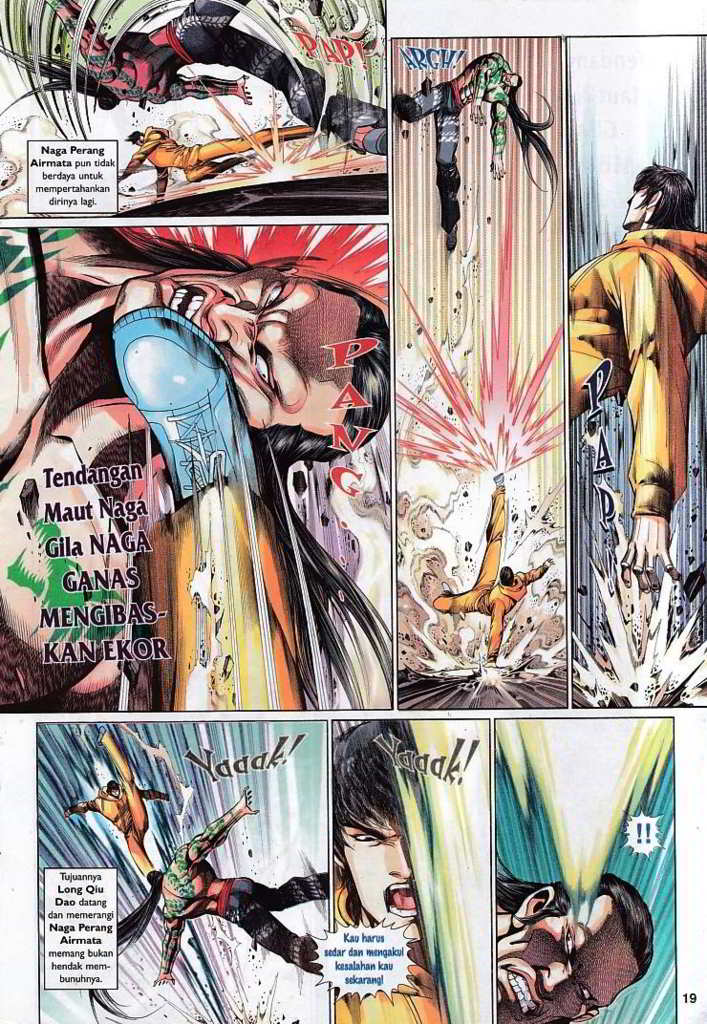 PAP!
Naga Perang
Airmata pun tidak
berdaya untuk
mempertahankan
dirinya lagi.
ARGH!
PAP
PANG...
Tendangan
Maut Naga
Gila NAGA
GANAS
MENGIBAS-
KAN EKOR
Yaaak!
Tujuannya
Long Qiu
Dao datang
dan memerangi
Naga Perang
Airmata
memang bukan
hendak mem-
bunuhnya.
Yaaak!
Kau harus
sedar dan mengakui
kesalahan kau
sekarang!
!!
19